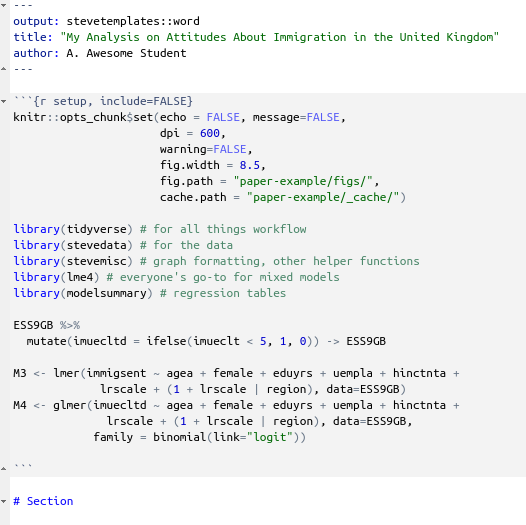 ---
output: stevetemplates::word
title: "My Analysis on Attitudes About Immigration in the United Kingdom"
author: A. Awesome Student
---
```{r setup, include=FALSE}
knitr::opts_chunk$set(echo = FALSE, message=FALSE,
                      dpi = 600,
                      warning=FALSE,
                      fig.width = 8.5,
                      fig.path = "paper-example/figs/",
                      cache.path = "paper-example/_cache/")
library(tidyverse) # for all things workflow
library(stevedata) # for the data
library(stevemisc) # graph formatting, other helper functions
library(lme4) # everyone's go-to for mixed models
library(modelsummary) # regression tables
ESS9GB %>%
  mutate(imuecltd = ifelse(imueclt < 5, 1, 0)) -> ESS9GB
M3 <- lmer(immigsent ~ agea + female + eduyrs + uempla + hinctnta +
             lrscale + (1 + lrscale | region), data=ESS9GB)
M4 <- glmer(imuecltd ~ agea + female + eduyrs + uempla + hinctnta +
              lrscale + (1 + lrscale | region), data=ESS9GB,
            family = binomial(link="logit"))
```
# Section